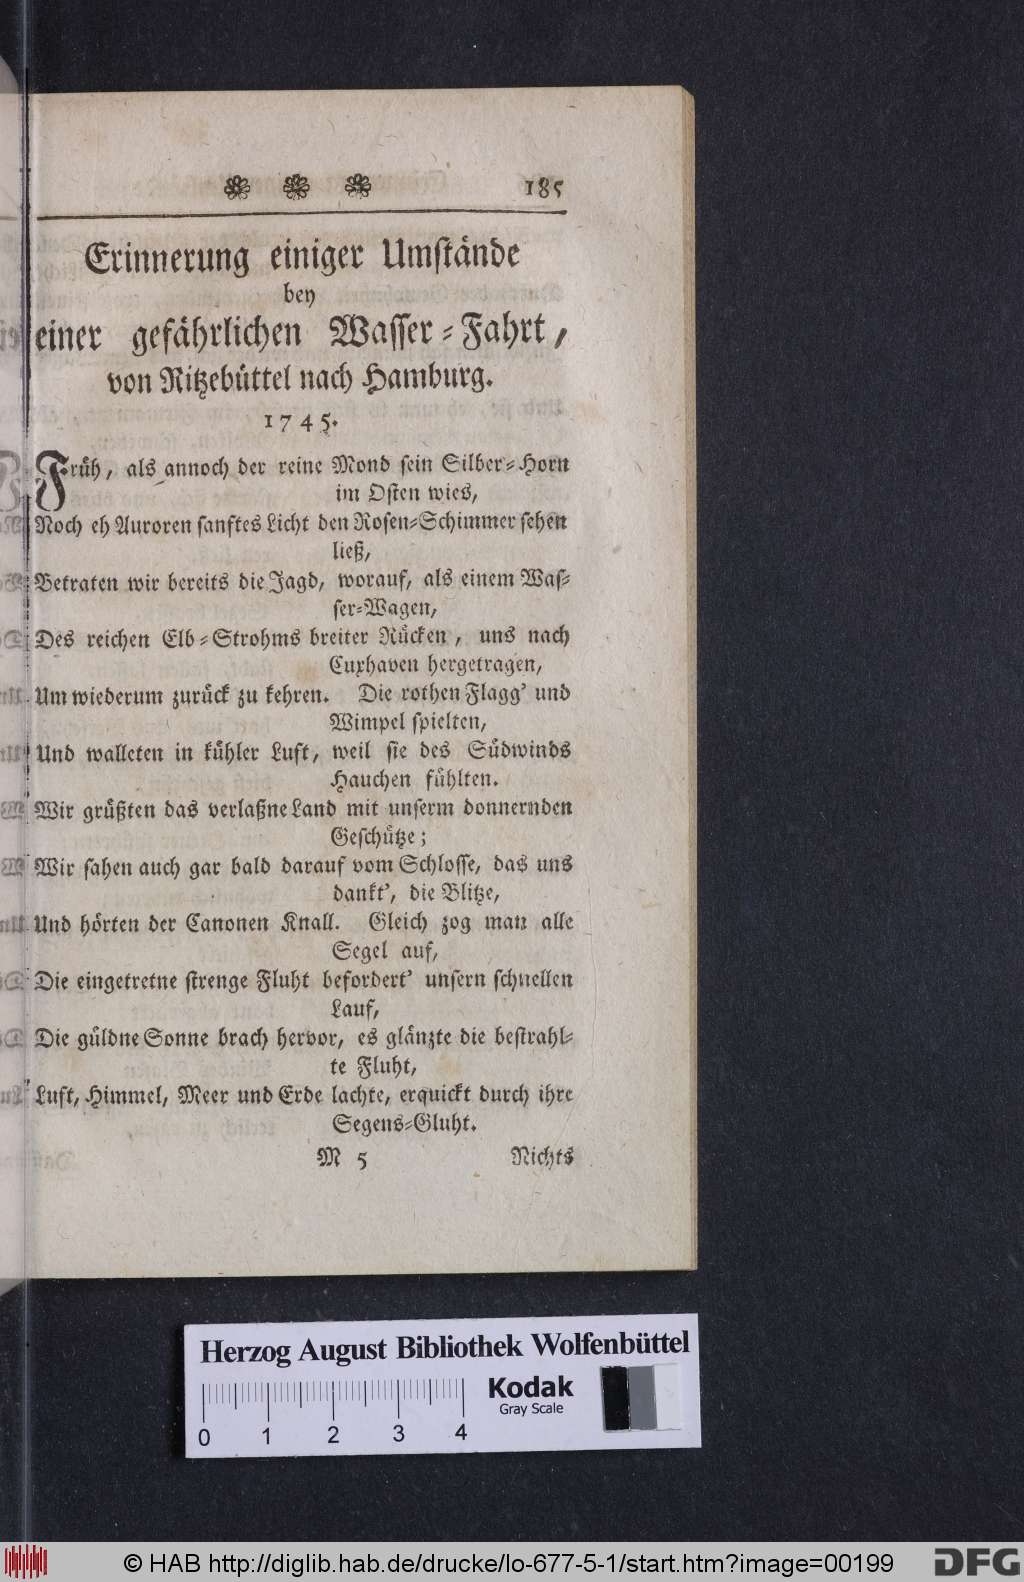 185
Erinnerung einiger Umstände
bey
einer gefährlichen Wasser-Fahrt,
von Ritzebüttel nach Hamburg.
1745.
Früh, als annoch der reine Mond sein Silber-Horn
im Osten wies,
Noch eh Auroren sanftes Licht den Rosen-Schimmer sehen
ließ,
Betraten wir bereits die Jagd, worauf, als einem Was-
ser-Wagen,
Des reichen Elb-Strohms breiter Rücken, uns nach
Cuxhaven hergetragen,
Um wiederum zurück zu kehren. Die rothen Flagg' und
Wimpel spielten,
Und walleten in kühler Luft, weil sie des Südwinds
Hauchen fühlten.
Wir grüßten das verlaßne Land mit unserm donnernden
Geschütze;
Wir sahen auch gar bald darauf vom Schlosse, das uns
dankt', die Blitze,
Und hörten der Canonen Knall. Gleich zog man alle
Segel auf,
Die eingetretne strenge Fluht befordert' unsern schnellen
Lauf,
Die güldne Sonne brach hervor, es glänzte die bestrahl-
te Fluht,
Luft, Himmel, Meer und Erde lachte, erquickt durch ihre
Segens-Gluht.
M 5 Nichts
Herzog August Bibliothek Wolfenbüttel
Kodak
Gray Scale
0 1 2 3 4
© HAB http://diglib.hab.de/drucke/lo-677-5-1/start.htm?image=00199
DFG